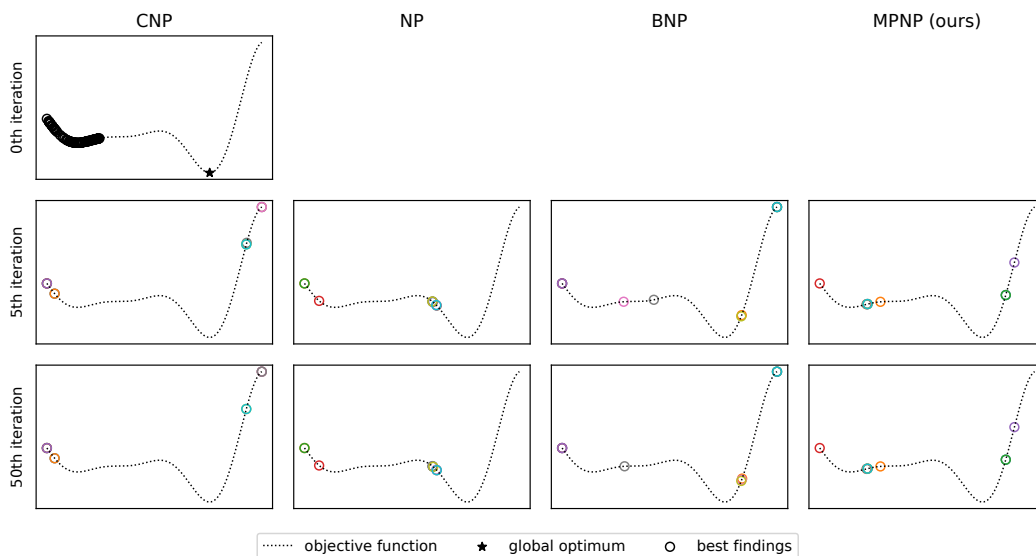 CNP NP BNP MPNP (ours)
0th iteration
5th iteration
50th iteration
objective function global optimum best findings